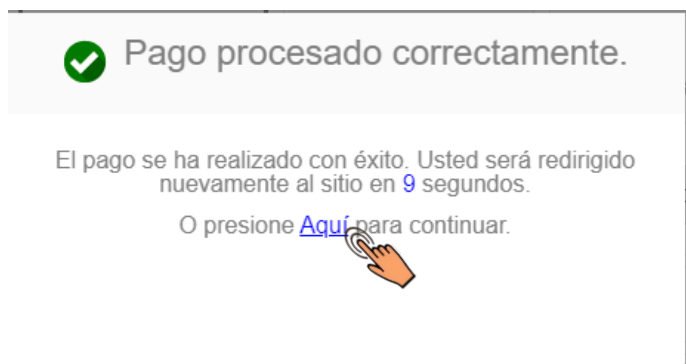 Pago procesado correctamente.
El pago se ha realizado con éxito. Usted será redirigido
nuevamente al sitio en 9 segundos.
O presione Aquí para continuar.